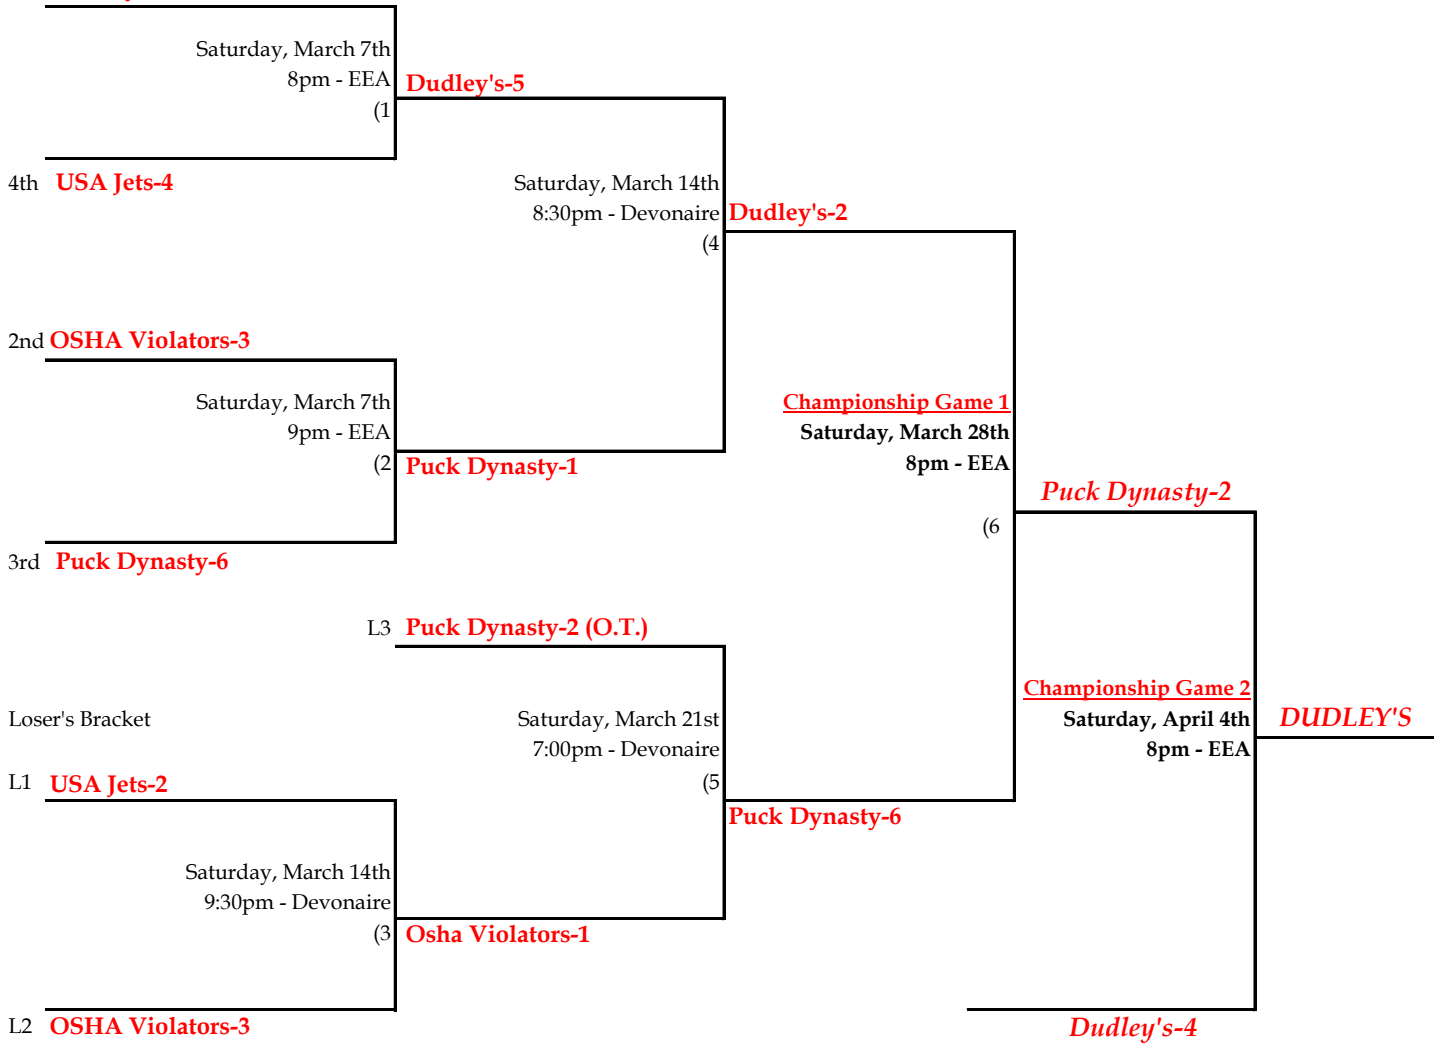 Saturday, March 7th
8pm - EEA
Dudley's-5
(1
4th USA Jets-4
Saturday, March 14th
8:30pm - Devonaire
Dudley's-2
(4
2nd OSHA Violators-3
Saturday, March 7th
9pm - EEA
(2
Puck Dynasty-1
Championship Game 1
Saturday, March 28th
8pm - EEA
Puck Dynasty-2
(6
3rd Puck Dynasty-6
L3 Puck Dynasty-2 (O.T.)
Championship Game 2
Saturday, April 4th
8pm - EEA
DUDLEY'S
Loser's Bracket
Saturday, March 21st
7:00pm - Devonaire
(5
L1 USA Jets-2
Puck Dynasty-6
Saturday, March 14th
9:30pm - Devonaire
(3
Osha Violators-1
L2 OSHA Violators-3
Dudley's-4